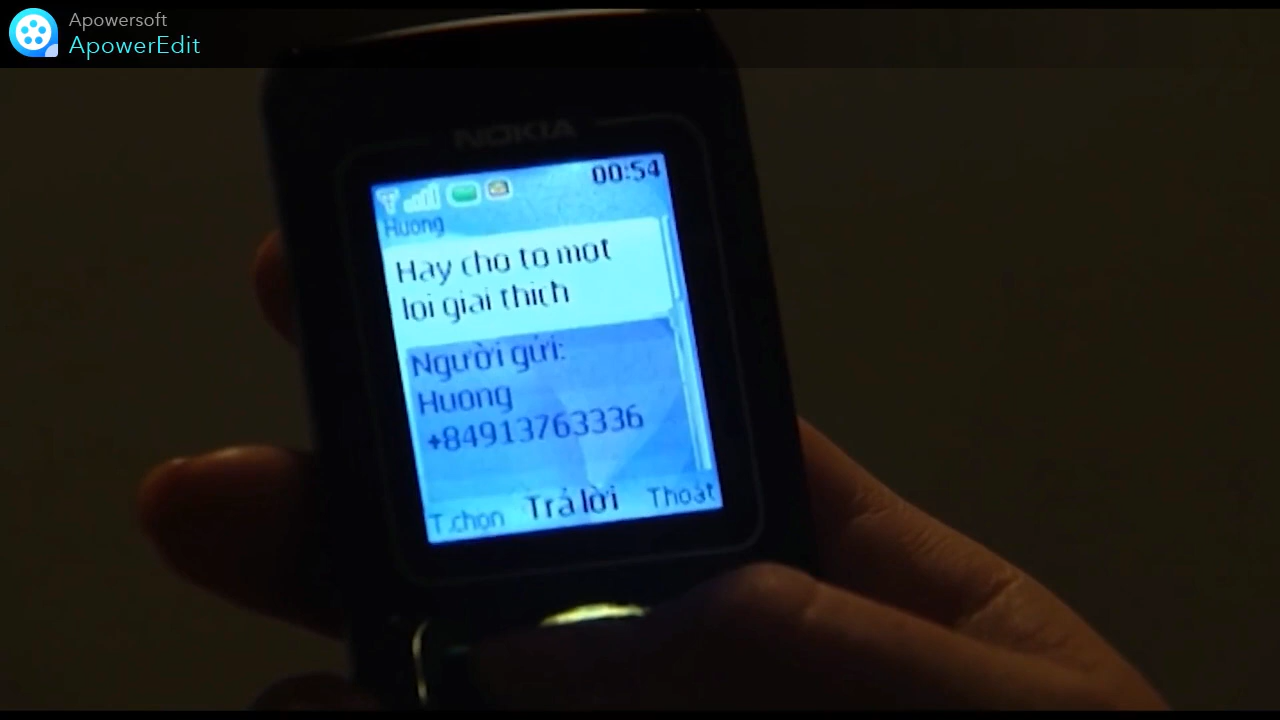 Apowersoft
ApowerEdit
NOKIA
00:54
Huong
Hay cho to mot
loi giai thich
Người gửi:
Huong
+84913763336
T.chọn Trả lời Thoát